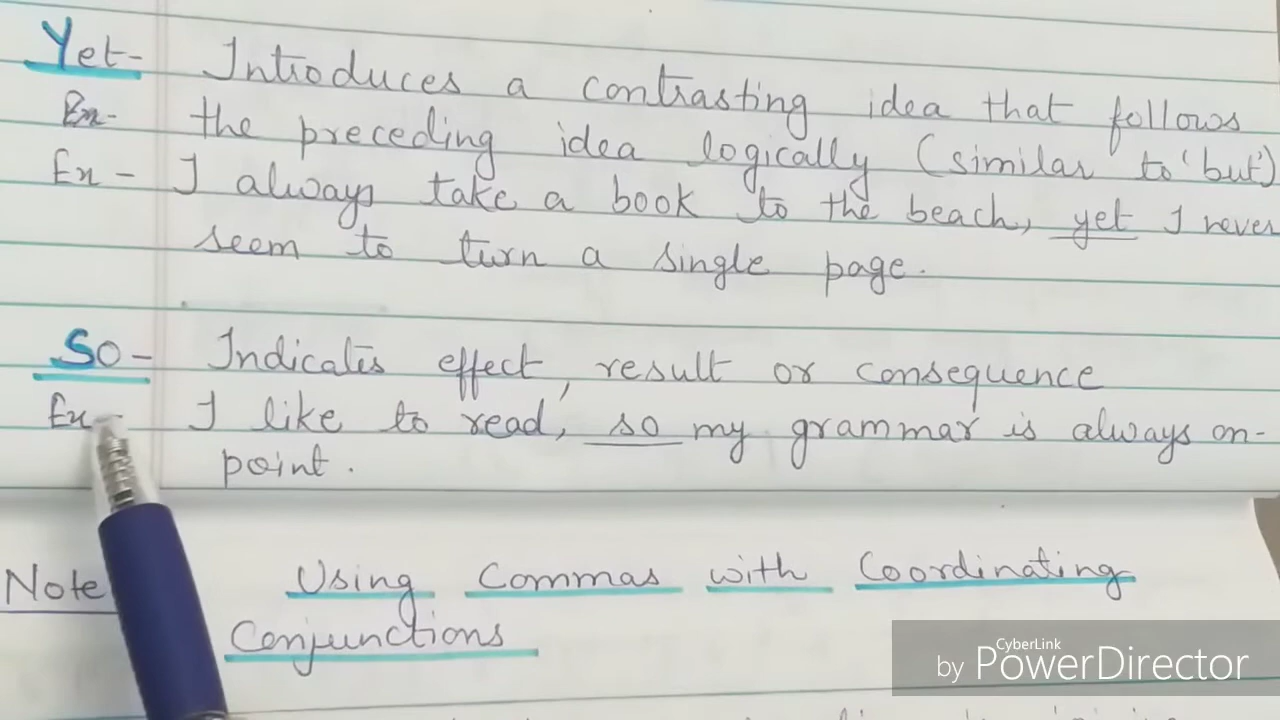 Yet- Introduces a contrasting idea that follows
Ex- the preceding idea logically (similar to 'but')
Ex - I always take a book to the beach, yet I never
seem to turn a single page.
So - Indicates effect, result or consequence
Ex - I like to read, so my grammar is always on-
point.
Note Using Commas with Coordinating
Conjunctions
CyberLink
by PowerDirector